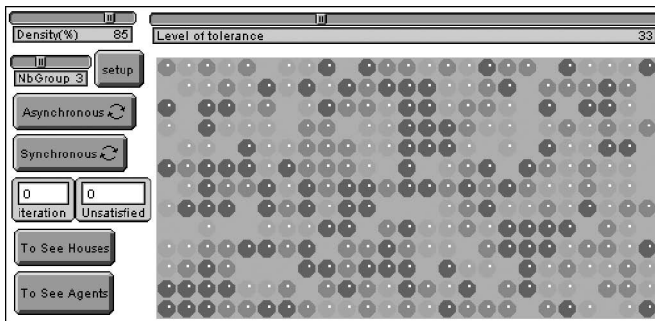 Density(%) 85
Level of tolerance 33
NbGroup 3
setup
Asynchronous
Synchronous
0 0
iteration Unsatisfied
To See Houses
To See Agents